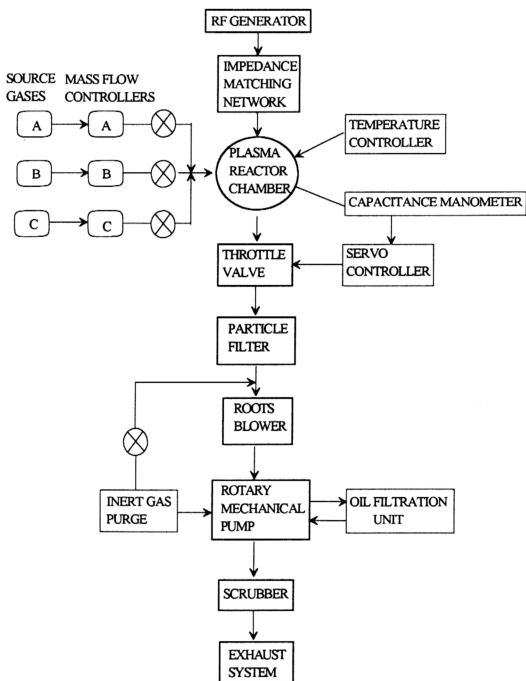 RF GENERATOR
IMPEDANCE
MATCHING
NETWORK
SOURCE
GASES
MASS FLOW
CONTROLLERS
A
A
B
B
C
C
PLASMA
REACTOR
CHAMBER
TEMPERATURE
CONTROLLER
CAPACITANCE MANOMETER
THROTTLE
VALVE
SERVO
CONTROLLER
PARTICLE
FILTER
ROOTS
BLOWER
INERT GAS
PURGE
ROTARY
MECHANICAL
PUMP
OIL FILTRATION
UNIT
SCRUBBER
EXHAUST
SYSTEM